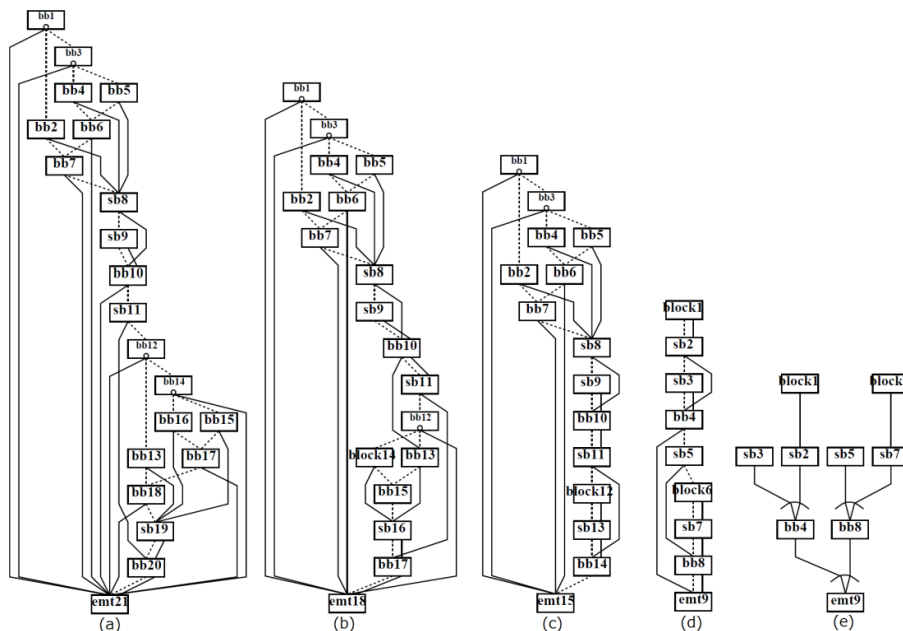 bb1
bb3
bb4 bb5
bb2 bb6
bb7
sb8
sb9
bb10
sb11
bb12
bb14
bb16 bb15
bb13 bb17
bb18
sb19
bb20
emt21
(a)
bb1
bb3
bb4 bb5
bb2 bb6
bb7
sb8
sb9
bb10
sb11
bb12
block14 bb13
bb15
sb16
bb17
emt18
(b)
bb1
bb3
bb4 bb5
bb2 bb6
bb7
sb8
sb9
bb10
sb11
block12
sb13
bb14
emt15
(c)
block1
sb2
sb3
bb4
sb5
block6
sb7
bb8
emt9
(d)
block1 block
sb3 sb2 sb5 sb7
bb4 bb8
emt9
(e)